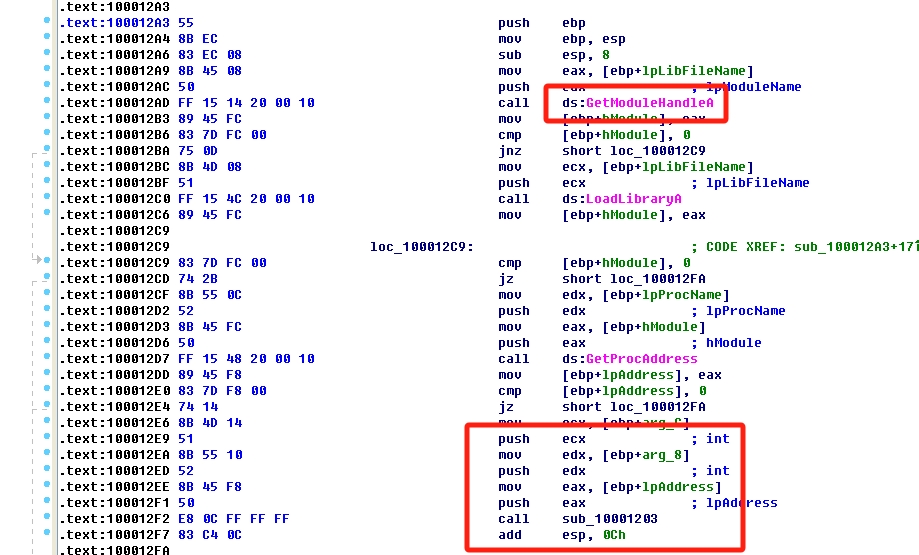 .text:100012A3
.text:100012A3 55 push ebp
.text:100012A4 8B EC mov ebp, esp
.text:100012A6 83 EC 08 sub esp, 8
.text:100012A9 8B 45 08 mov eax, [ebp+lpLibFileName]
.text:100012AC 50 push eax ; lpModuleName
.text:100012AD FF 15 14 20 00 10 call ds:GetModuleHandleA
.text:100012B3 89 45 FC mov [ebp+hModule], eax
.text:100012B6 83 7D FC 00 cmp [ebp+hModule], 0
.text:100012BA 75 0D jnz short loc_100012C9
.text:100012BC 8B 4D 08 mov ecx, [ebp+lpLibFileName]
.text:100012BF 51 push ecx ; lpLibFileName
.text:100012C0 FF 15 4C 20 00 10 call ds:LoadLibraryA
.text:100012C6 89 45 FC mov [ebp+hModule], eax
.text:100012C9
.text:100012C9 loc_100012C9: ; CODE XREF: sub_100012A3+17
.text:100012C9 83 7D FC 00 cmp [ebp+hModule], 0
.text:100012CD 74 2B jz short loc_100012FA
.text:100012CF 8B 55 0C mov edx, [ebp+lpProcName]
.text:100012D2 52 push edx ; lpProcName
.text:100012D3 8B 45 FC mov eax, [ebp+hModule]
.text:100012D6 50 push eax ; hModule
.text:100012D7 FF 15 48 20 00 10 call ds:GetProcAddress
.text:100012DD 89 45 F8 mov [ebp+lpAddress], eax
.text:100012E0 83 7D F8 00 cmp [ebp+lpAddress], 0
.text:100012E4 74 14 jz short loc_100012FA
.text:100012E6 8B 4D 14 mov ecx, [ebp+arg_C]
.text:100012E9 51 push ecx ; int
.text:100012EA 8B 55 10 mov edx, [ebp+arg_8]
.text:100012ED 52 push edx ; int
.text:100012EE 8B 45 F8 mov eax, [ebp+lpAddress]
.text:100012F1 50 push eax ; lpAddress
.text:100012F2 E8 0C FF FF FF call sub_10001203
.text:100012F7 83 C4 0C add esp, 0Ch
.text:100012FA